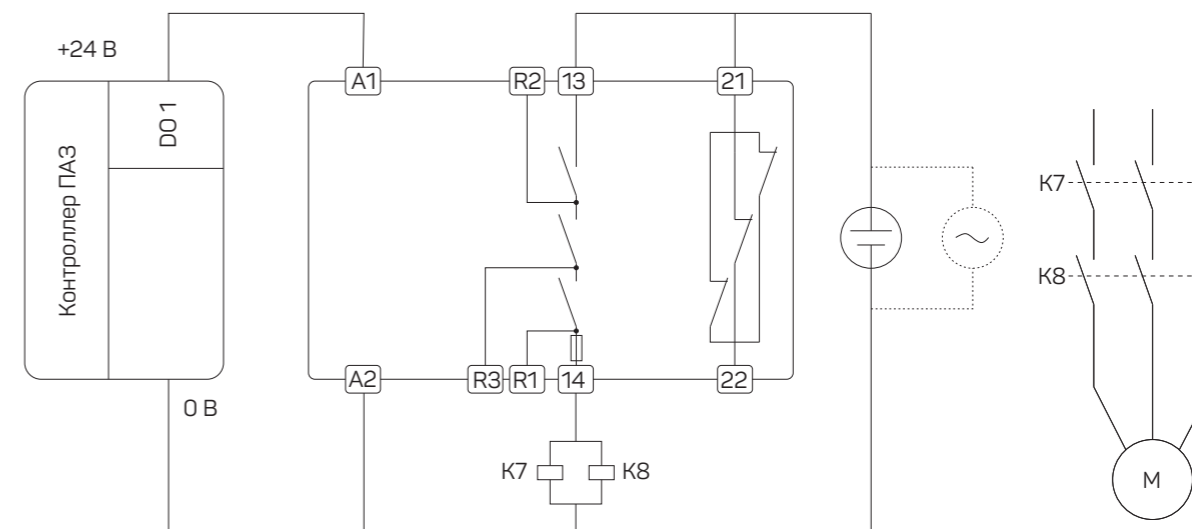 +24 В
Контроллер ПАЗ
DO 1
0 В
A1
R2
13
21
A2
R3
R1
14
22
K7
K8
K7
K8
M